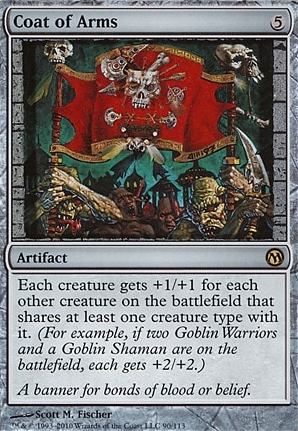 Coat of Arms 5
Artifact
Each creature gets +1/+1 for each
other creature on the battlefield that
shares at least one creature type with
it. (For example, if two Goblin Warriors
and a Goblin Shaman are on the
battlefield, each gets +2/+2.)
A banner for bonds of blood or belief.
Scott M. Fischer
™ & © 1993–2010 Wizards of the Coast LLC 90/113